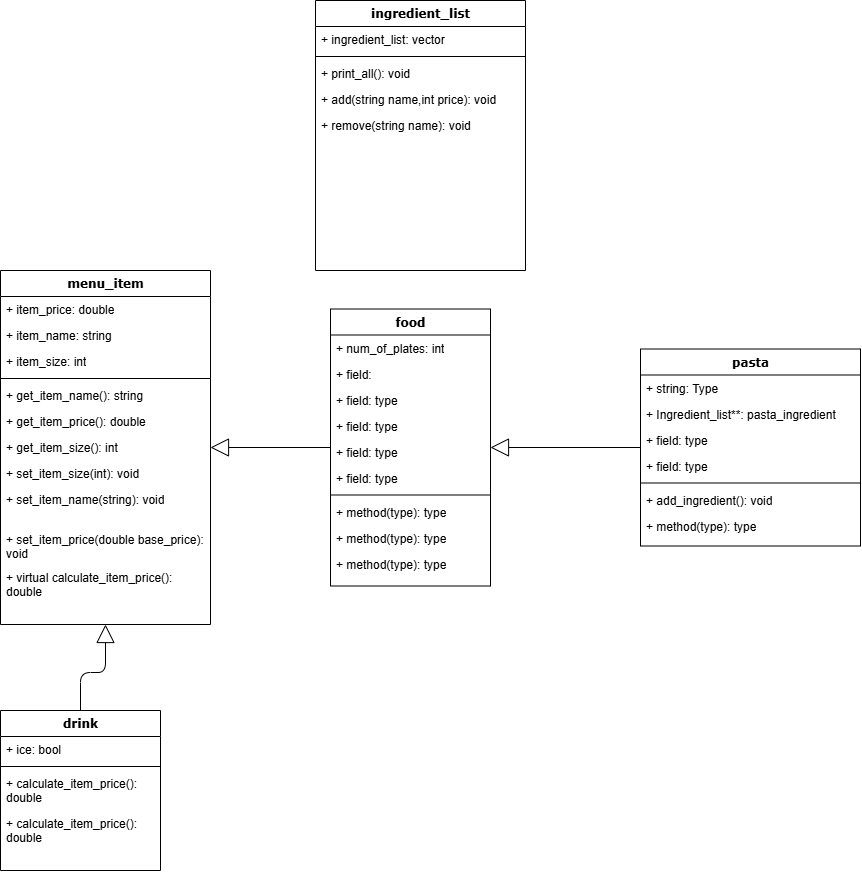 ingredient_list
+ ingredient_list: vector
+ print_all(): void
+ add(string name,int price): void
+ remove(string name): void
menu_item
+ item_price: double
+ item_name: string
+ item_size: int
+ get_item_name(): string
+ get_item_price(): double
+ get_item_size(): int
+ set_item_size(int): void
+ set_item_name(string): void
+ set_item_price(double base_price):
void
+ virtual calculate_item_price():
double
food
+ num_of_plates: int
+ field:
+ field: type
+ field: type
+ field: type
+ field: type
+ method(type): type
+ method(type): type
+ method(type): type
pasta
+ string: Type
+ Ingredient_list**: pasta_ingredient
+ field: type
+ field: type
+ add_ingredient(): void
+ method(type): type
drink
+ ice: bool
+ calculate_item_price():
double
+ calculate_item_price():
double